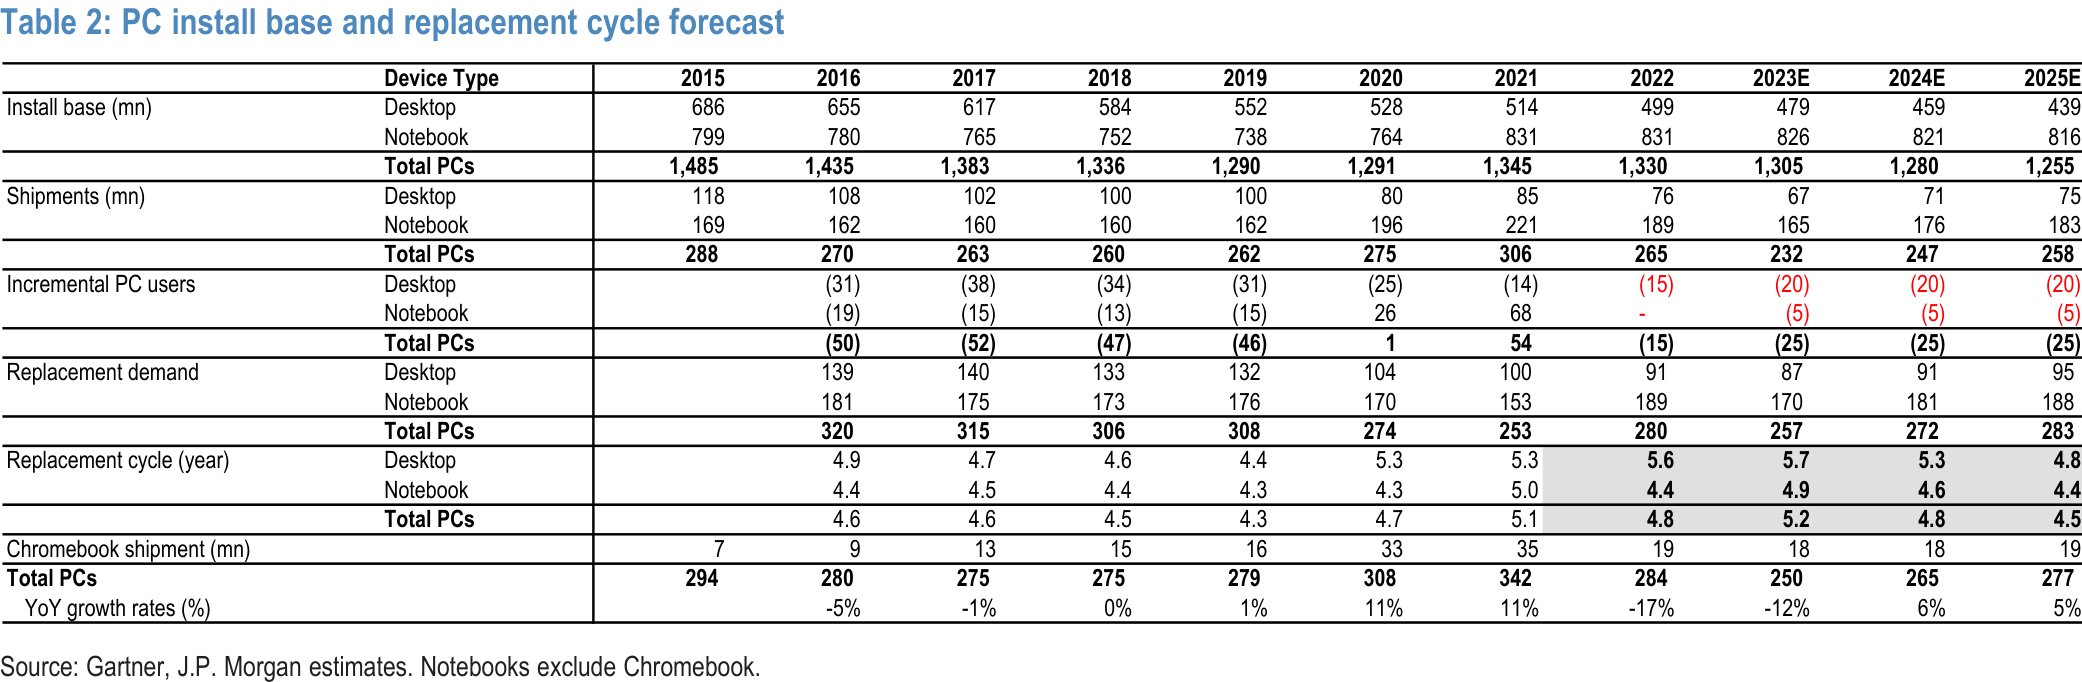 Table 2: PC install base and replacement cycle forecast
Device Type 2015 2016 2017 2018 2019 2020 2021 2022 2023E 2024E 2025E
Install base (mn) Desktop 686 655 617 584 552 528 514 499 479 459 439
Notebook 799 780 765 752 738 764 831 831 826 821 816
Total PCs 1,485 1,435 1,383 1,336 1,290 1,291 1,345 1,330 1,305 1,280 1,255
Shipments (mn) Desktop 118 108 102 100 100 80 85 76 67 71 75
Notebook 169 162 160 160 162 196 221 189 165 176 183
Total PCs 288 270 263 260 262 275 306 265 232 247 258
Incremental PC users Desktop (31) (38) (34) (31) (25) (14) (15) (20) (20) (20)
Notebook (19) (15) (13) (15) 26 68 - (5) (5) (5)
Total PCs (50) (52) (47) (46) 1 54 (15) (25) (25) (25)
Replacement demand Desktop 139 140 133 132 104 100 91 87 91 95
Notebook 181 175 173 176 170 153 189 170 181 188
Total PCs 320 315 306 308 274 253 280 257 272 283
Replacement cycle (year) Desktop 4.9 4.7 4.6 4.4 5.3 5.3 5.6 5.7 5.3 4.8
Notebook 4.4 4.5 4.4 4.3 4.3 5.0 4.4 4.9 4.6 4.4
Total PCs 4.6 4.6 4.5 4.3 4.7 5.1 4.8 5.2 4.8 4.5
Chromebook shipment (mn) 7 9 13 15 16 33 35 19 18 18 19
Total PCs 294 280 275 275 279 308 342 284 250 265 277
YoY growth rates (%) -5% -1% 0% 1% 11% 11% -17% -12% 6% 5%
Source: Gartner, J.P. Morgan estimates. Notebooks exclude Chromebook.